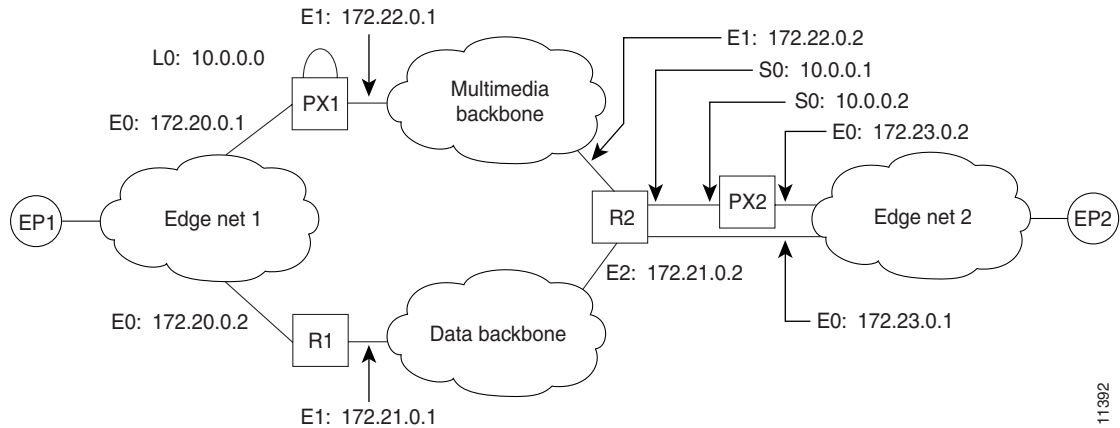 E1: 172.22.0.1
L0: 10.0.0.0
PX1
E0: 172.20.0.1
Multimedia
backbone
E1: 172.22.0.2
S0: 10.0.0.1
S0: 10.0.0.2
E0: 172.23.0.2
EP1
Edge net 1
R2
PX2
Edge net 2
EP2
E2: 172.21.0.2
E0: 172.20.0.2
R1
Data backbone
E0: 172.23.0.1
E1: 172.21.0.1
11392